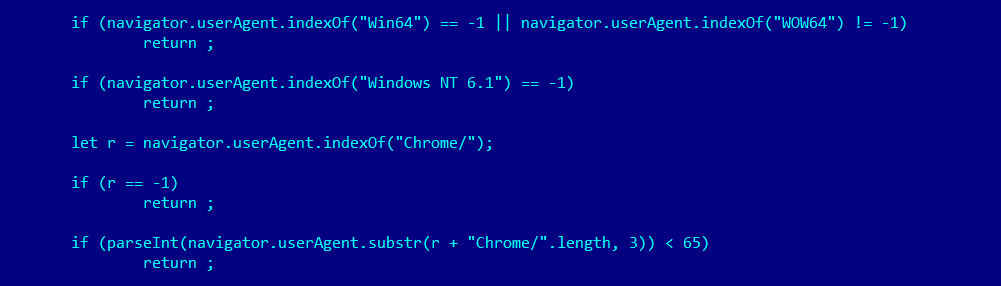 if (navigator.userAgent.indexOf("Win64") == -1 || navigator.userAgent.indexOf("WOW64") != -1)
return ;
if (navigator.userAgent.indexOf("Windows NT 6.1") == -1)
return ;
let r = navigator.userAgent.indexOf("Chrome/");
if (r == -1)
return ;
if (parseInt(navigator.userAgent.substr(r + "Chrome/".length, 3)) < 65)
return ;